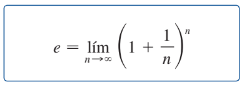 e = lím n→∞ (1 + 1/n)^n